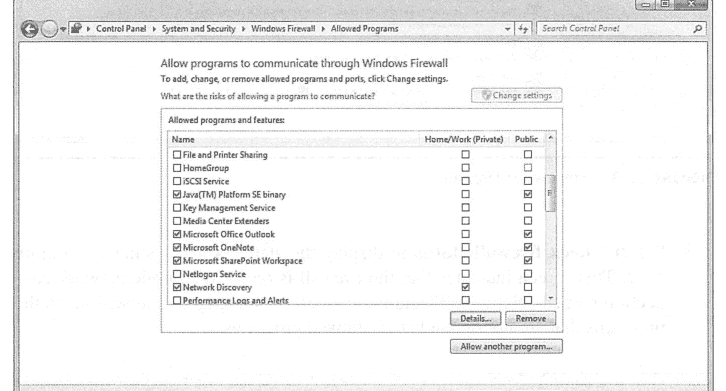 Control Panel ▸ System and Security ▸ Windows Firewall ▸ Allowed Programs
Search Control Panel
Allow programs to communicate through Windows Firewall
To add, change, or remove allowed programs and ports, click Change settings.
What are the risks of allowing a program to communicate?
Change settings
Allowed programs and features:
Name Home/Work (Private) Public
File and Printer Sharing
HomeGroup
iSCSI Service
Java(TM) Platform SE binary
Key Management Service
Media Center Extenders
Microsoft Office Outlook
Microsoft OneNote
Microsoft SharePoint Workspace
Netlogon Service
Network Discovery
Performance Logs and Alerts
Details... Remove
Allow another program...